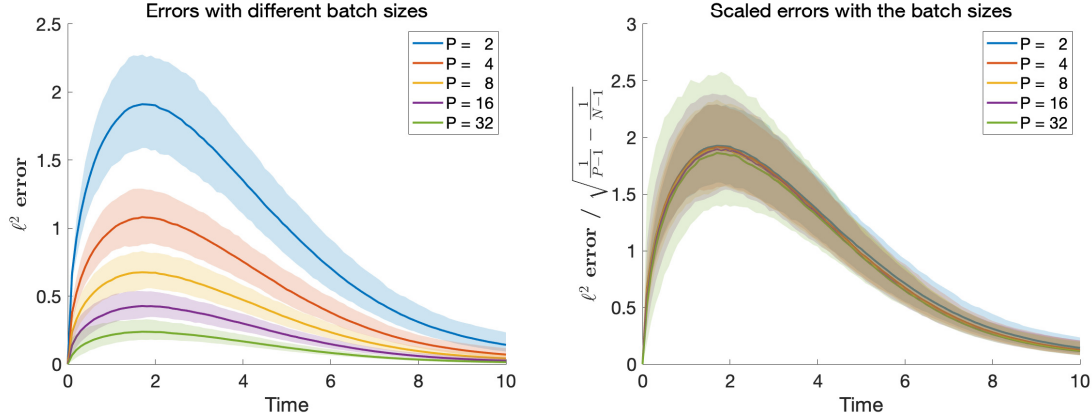 Errors with different batch sizes
2.5
2
1.5
1
0.5
0
0
2
4
6
8
10
ℓ² error
Time
P = 2
P = 4
P = 8
P = 16
P = 32
Scaled errors with the batch sizes
3
2.5
2
1.5
1
0.5
0
0
2
4
6
8
10
ℓ² error / √(1/(P−1) − 1/(N−1))
Time
P = 2
P = 4
P = 8
P = 16
P = 32